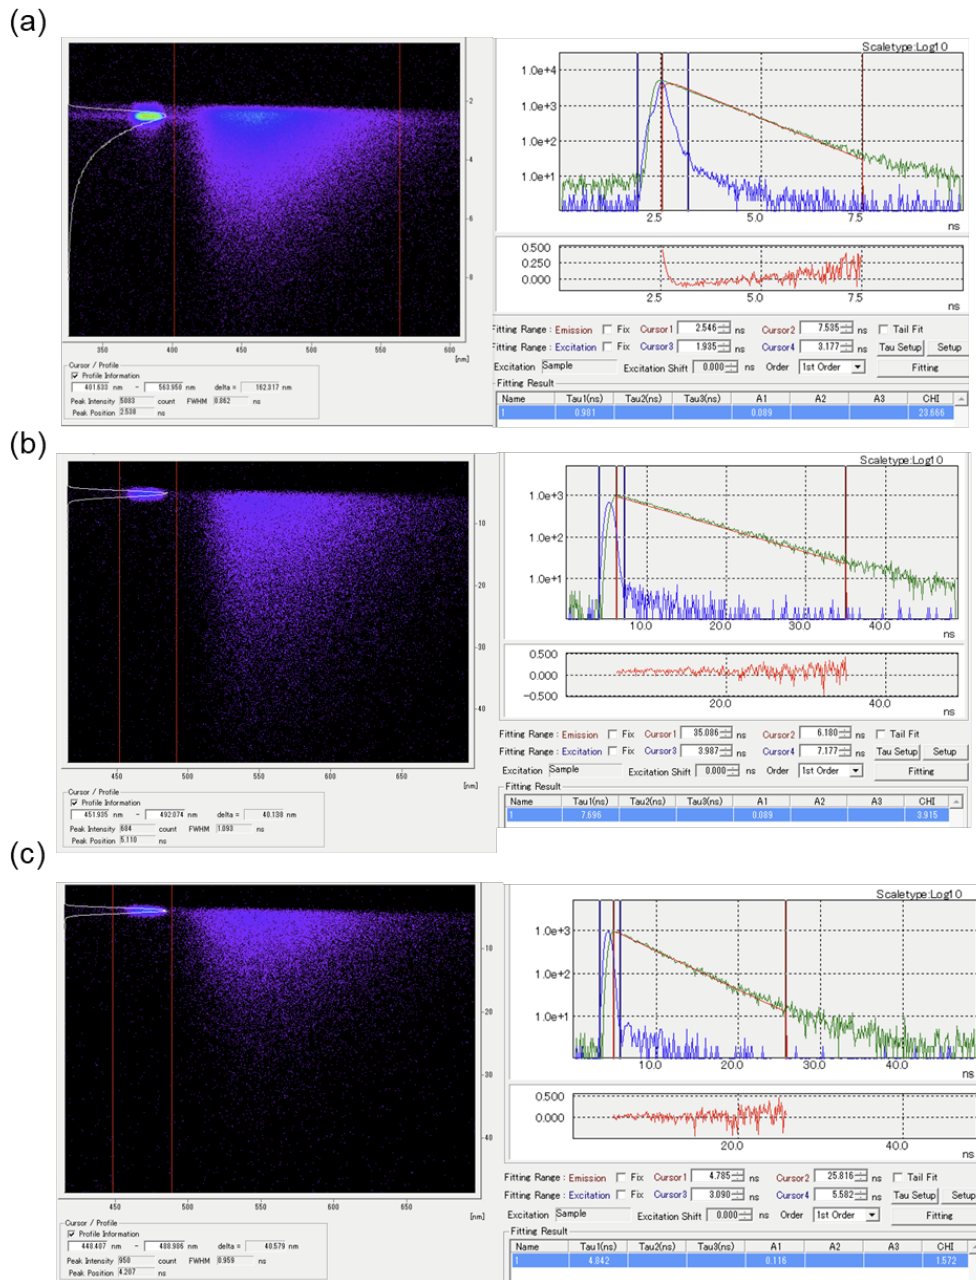 (a)
Scaletype:Log10
1.0e+4
1.0e+3
1.0e+2
1.0e+1
2.5 5.0 7.5
ns
-2
-4
-6
-8
350 400 450 500 550 600
[nm]
0.500
0.250
0.000
2.5 5.0 7.5
ns
Fitting Range : Emission Fix Cursor1 2.546 ns Cursor2 7.535 ns Tail Fit
Fitting Range : Excitation Fix Cursor3 1.935 ns Cursor4 3.177 ns Tau Setup Setup
Excitation Sample Excitation Shift 0.000 ns Order 1st Order Fitting
Fitting Result
Name Tau1(ns) Tau2(ns) Tau3(ns) A1 A2 A3 CHI
1 0.981 0.089 23.666
Cursor / Profile
Profile Information
401.633 nm - 563.950 nm delta = 162.317 nm
Peak Intensity 5083 count FWHM 0.862 ns
Peak Position 2.538 ns
(b)
Scaletype:Log10
1.0e+3
1.0e+2
1.0e+1
10.0 20.0 30.0 40.0
ns
-10
-20
-30
-40
450 500 550 600 650
[nm]
0.500
0.000
-0.500
20.0 40.0
ns
Fitting Range : Emission Fix Cursor1 35.086 ns Cursor2 6.180 ns Tail Fit
Fitting Range : Excitation Fix Cursor3 3.987 ns Cursor4 7.177 ns Tau Setup Setup
Excitation Sample Excitation Shift 0.000 ns Order 1st Order Fitting
Fitting Result
Name Tau1(ns) Tau2(ns) Tau3(ns) A1 A2 A3 CHI
1 7.696 0.089 3.915
Cursor / Profile
Profile Information
451.935 nm - 492.074 nm delta = 40.138 nm
Peak Intensity 684 count FWHM 1.093 ns
Peak Position 5.110 ns
(c)
Scaletype:Log10
1.0e+3
1.0e+2
1.0e+1
10.0 20.0 30.0 40.0 50.0
ns
-10
-20
-30
-40
450 500 550 600 650
[nm]
0.500
0.000
20.0 40.0
ns
Fitting Range : Emission Fix Cursor1 4.785 ns Cursor2 25.816 ns Tail Fit
Fitting Range : Excitation Fix Cursor3 3.090 ns Cursor4 5.582 ns Tau Setup Setup
Excitation Sample Excitation Shift 0.000 ns Order 1st Order Fitting
Fitting Result
Name Tau1(ns) Tau2(ns) Tau3(ns) A1 A2 A3 CHI
1 4.842 0.116 1.572
Cursor / Profile
Profile Information
448.407 nm - 488.986 nm delta = 40.579 nm
Peak Intensity 950 count FWHM 0.959 ns
Peak Position 4.207 ns